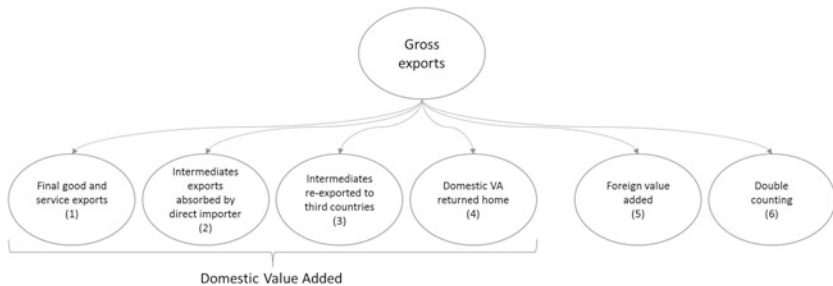 Gross
exports
Final good and
service exports
(1)
Intermediates
exports
absorbed by
direct importer
(2)
Intermediates
re-exported to
third countries
(3)
Domestic VA
returned home
(4)
Foreign value
added
(5)
Double
counting
(6)
Domestic Value Added